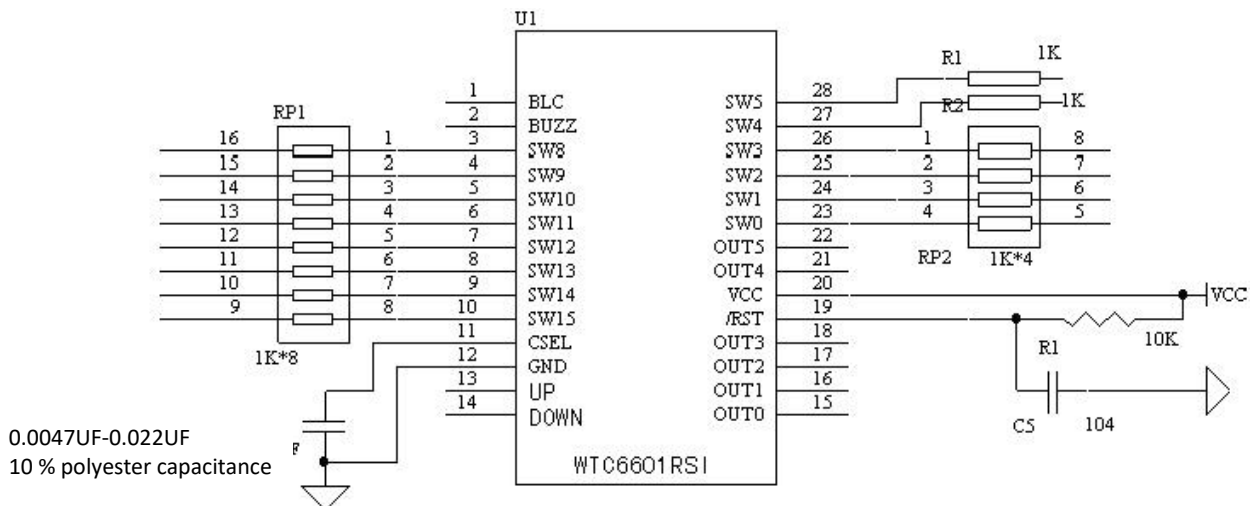 U1
R1 1K
R2 1K
RP1
1 BLC
2 BUZZ
16 1 3 SW8
15 2 4 SW9
14 3 5 SW10
13 4 6 SW11
12 5 7 SW12
11 6 8 SW13
10 7 9 SW14
9 8 10 SW15
1K*8
11 CSEL
12 GND
13 UP
14 DOWN
SW5 28
SW4 27
SW3 26 1 8
SW2 25 2 7
SW1 24 3 6
SW0 23 4 5
OUT5 22
RP2 1K*4
OUT4 21
VCC 20 VCC
/RST 19
R1 10K
OUT3 18
OUT2 17
OUT1 16
OUT0 15
C5 104
0.0047UF-0.022UF
10 % polyester capacitance
F
WTC6601RSI